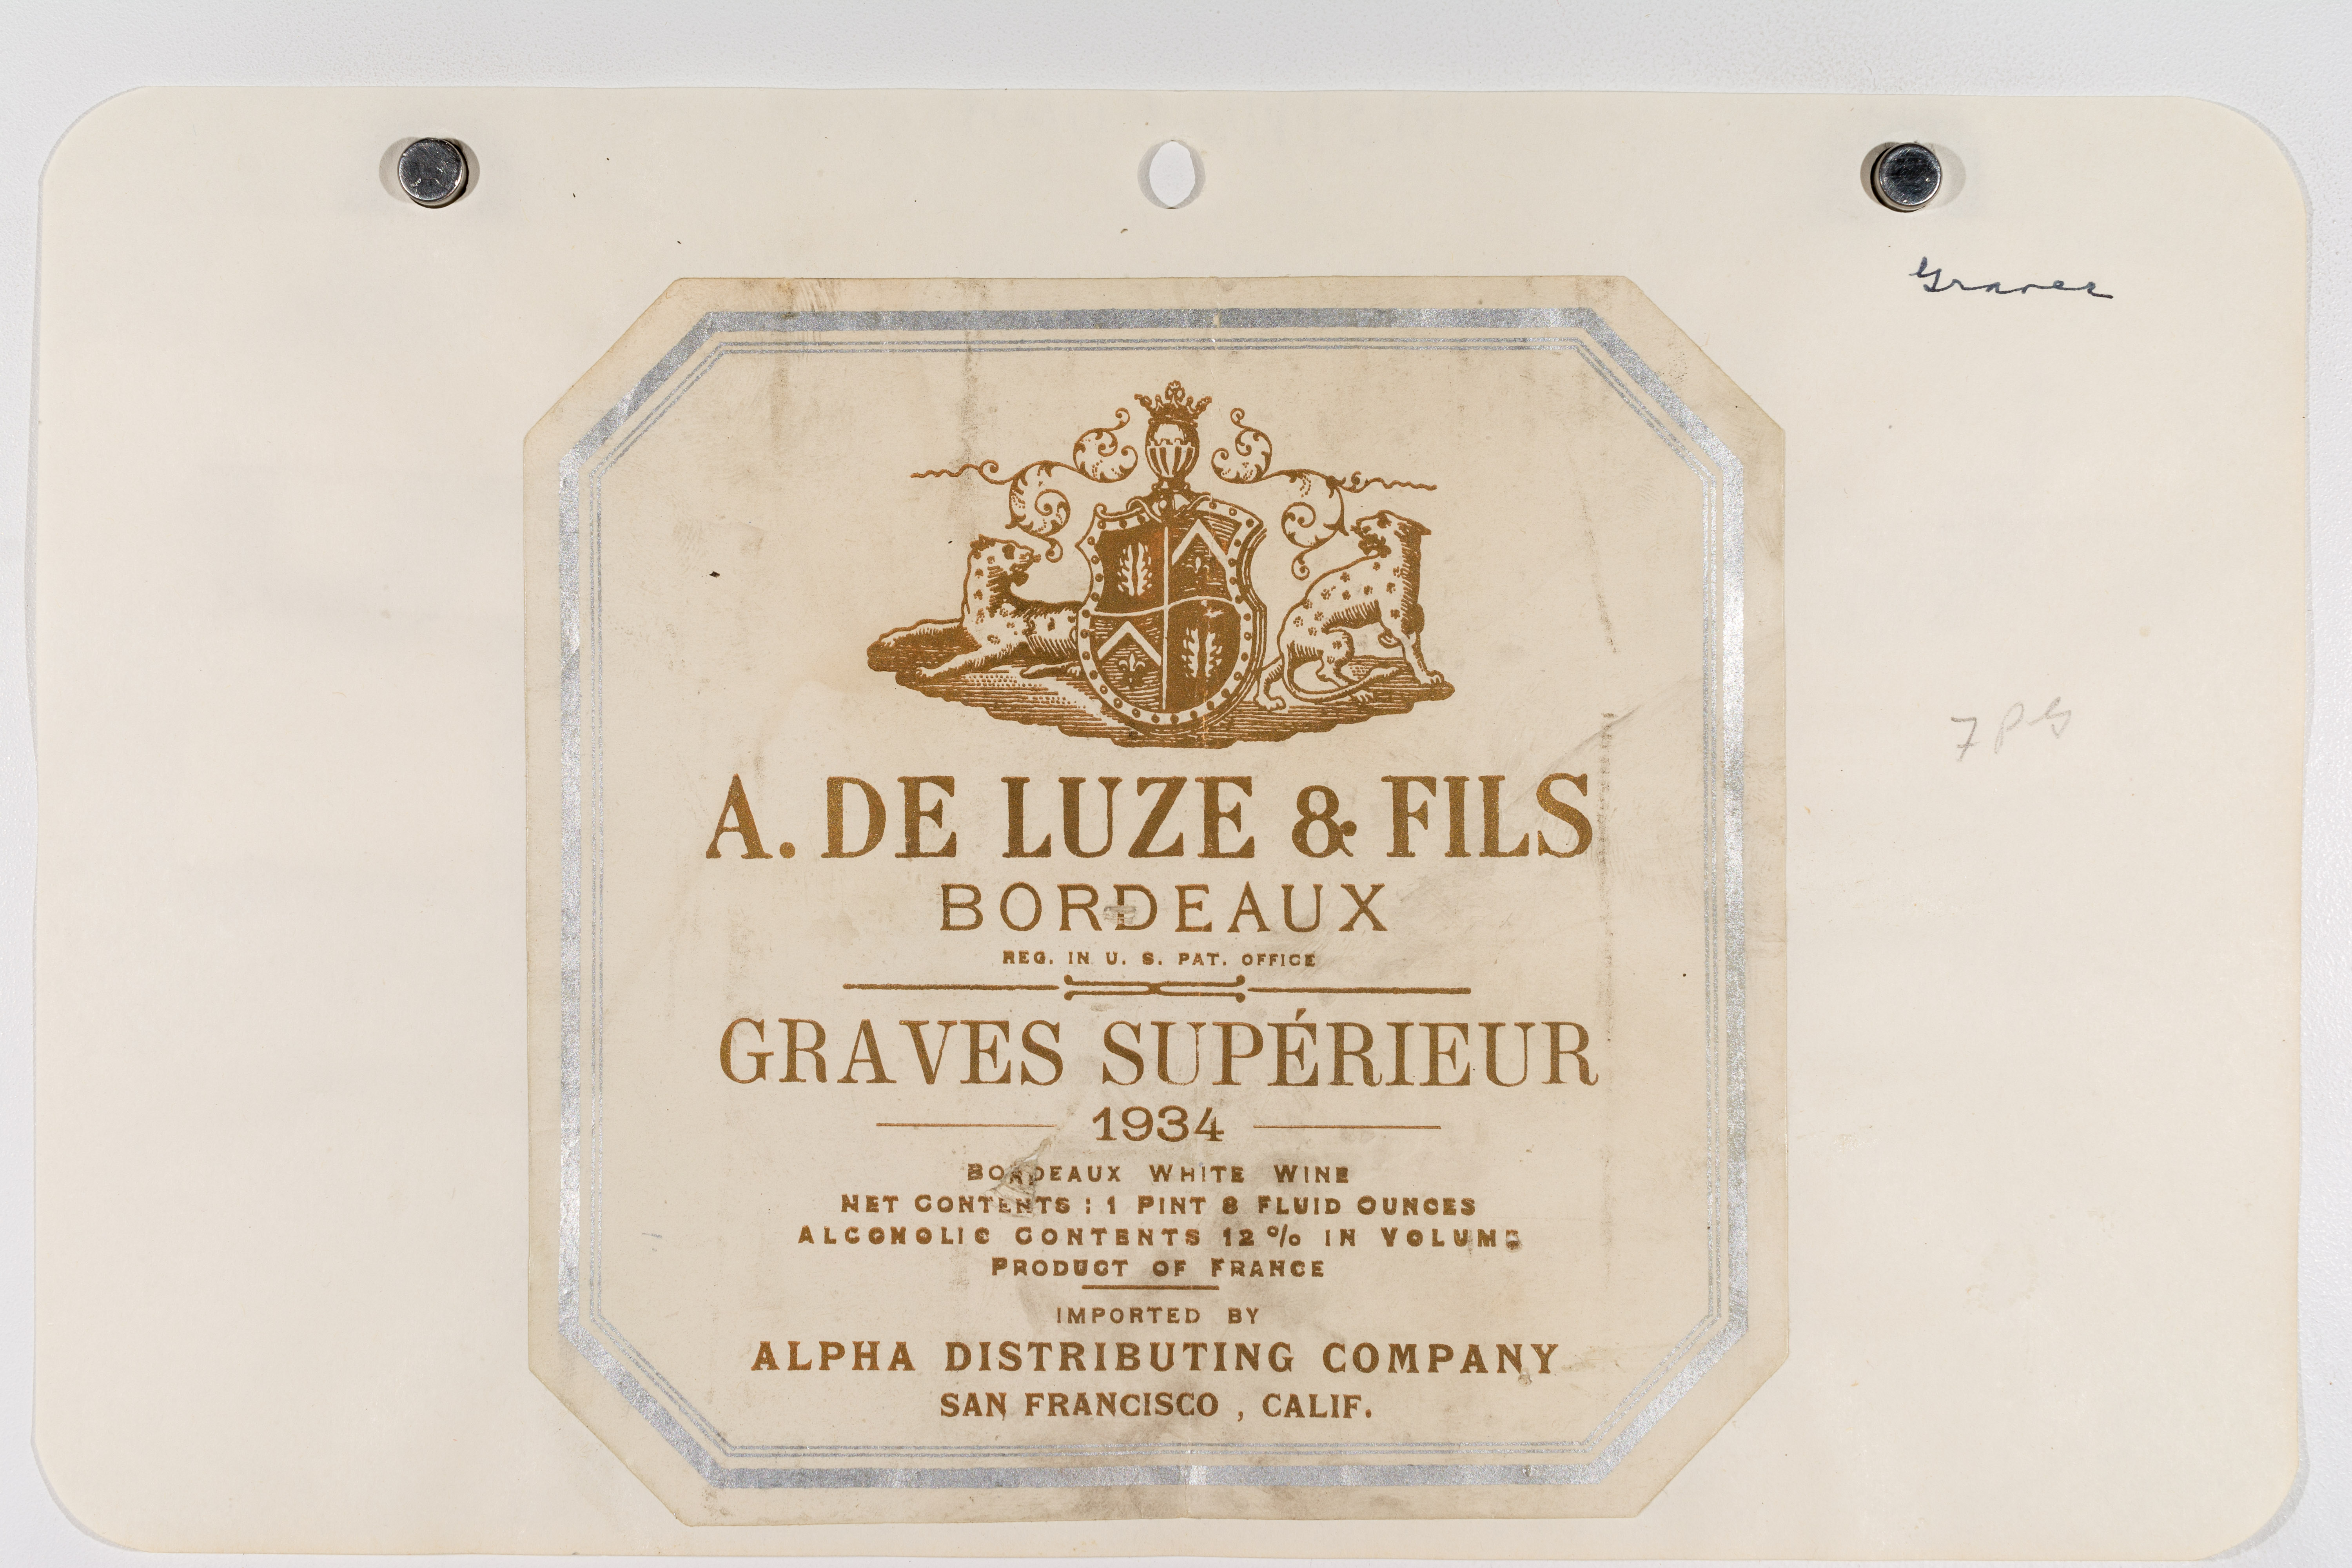 Graves
A. DE LUZE & FILS
BORDEAUX
REG. IN U. S. PAT. OFFICE
GRAVES SUPÉRIEUR
1934
BORDEAUX WHITE WINE
NET CONTENTS : 1 PINT 8 FLUID OUNCES
ALCOHOLIC CONTENTS 12 % IN VOLUME
PRODUCT OF FRANCE
IMPORTED BY
ALPHA DISTRIBUTING COMPANY
SAN FRANCISCO , CALIF.